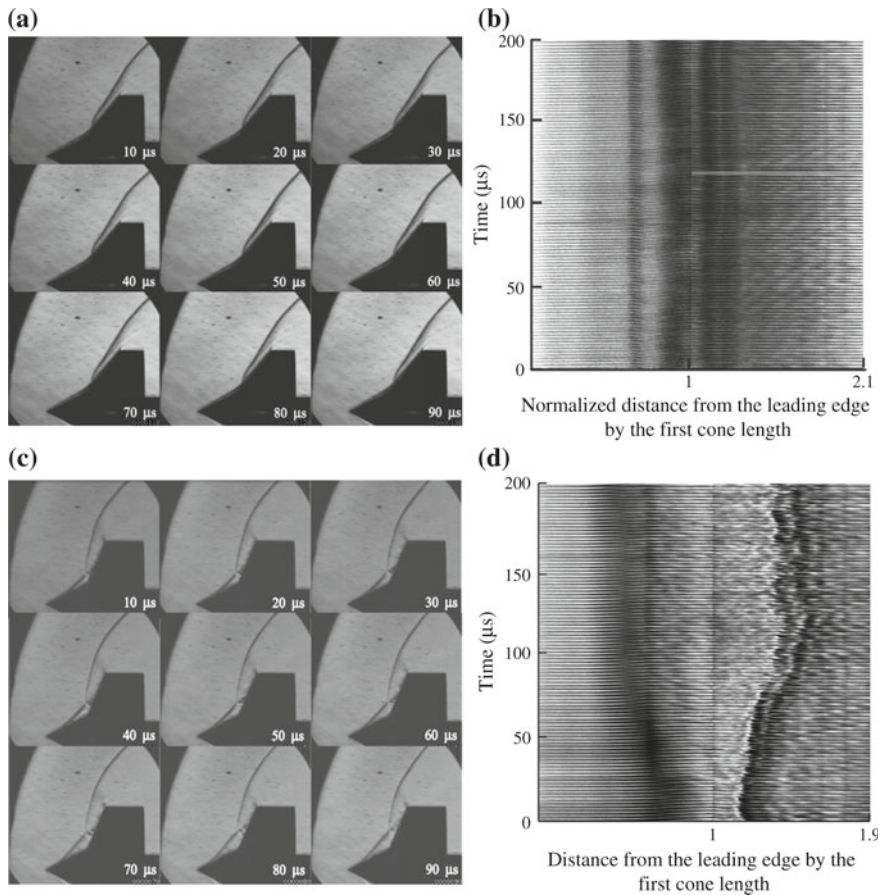 (a)
10 µs
20 µs
30 µs
40 µs
50 µs
60 µs
70 µs
80 µs
90 µs
(b)
200
150
100
50
0
Time (µs)
1
2.1
Normalized distance from the leading edge
by the first cone length
(c)
10 µs
20 µs
30 µs
40 µs
50 µs
60 µs
70 µs
80 µs
90 µs
(d)
200
150
100
50
0
Time (µs)
1
1.9
Distance from the leading edge by the
first cone length